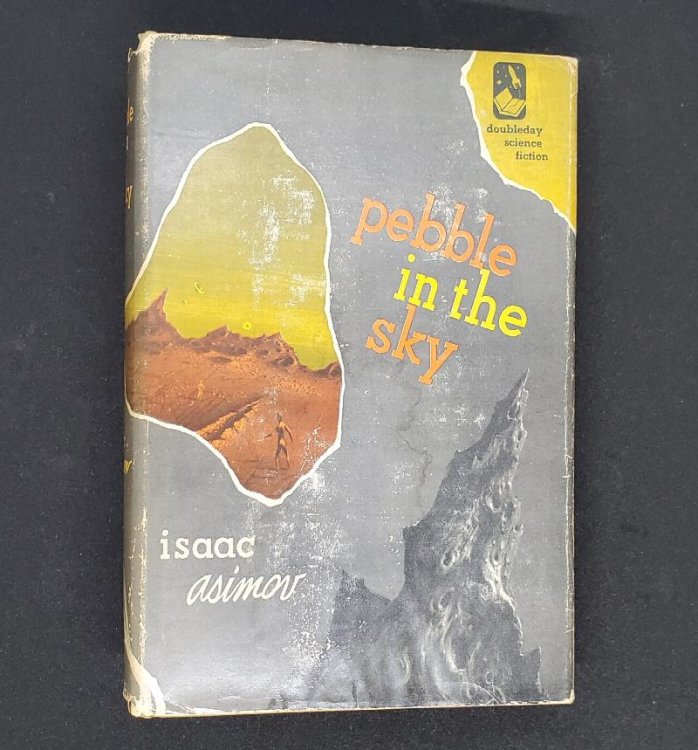 doubleday
science
fiction
pebble
in the
sky
isaac
asimov